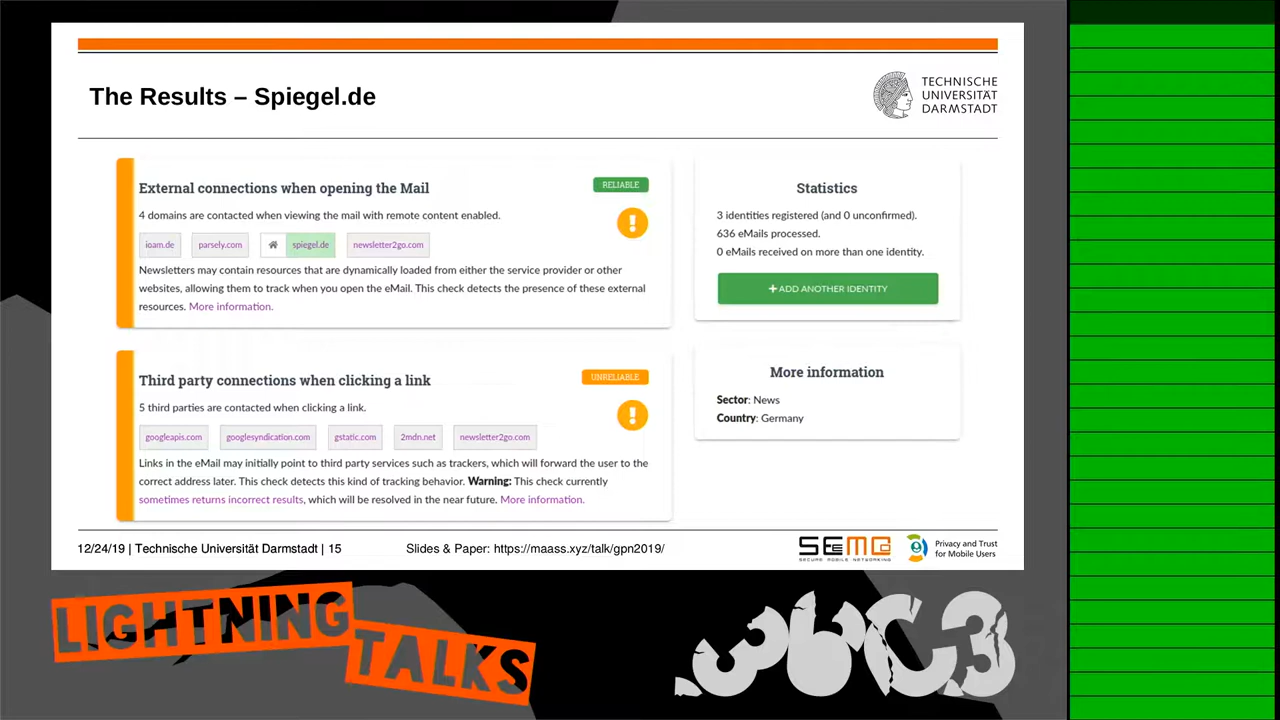 The Results – Spiegel.de
TECHNISCHE
UNIVERSITÄT
DARMSTADT
External connections when opening the Mail
RELIABLE
4 domains are contacted when viewing the mail with remote content enabled.
ioam.de parsely.com spiegel.de newsletter2go.com
Newsletters may contain resources that are dynamically loaded from either the service provider or other
websites, allowing them to track when you open the eMail. This check detects the presence of these external
resources. More information.
Statistics
3 identities registered (and 0 unconfirmed).
636 eMails processed.
0 eMails received on more than one identity.
+ ADD ANOTHER IDENTITY
Third party connections when clicking a link
UNRELIABLE
5 third parties are contacted when clicking a link.
googleapis.com googlesyndication.com gstatic.com 2mdn.net newsletter2go.com
Links in the eMail may initially point to third party services such as trackers, which will forward the user to the
correct address later. This check detects this kind of tracking behavior. Warning: This check currently
sometimes returns incorrect results, which will be resolved in the near future. More information.
More information
Sector: News
Country: Germany
12/24/19 | Technische Universität Darmstadt | 15
Slides & Paper: https://maass.xyz/talk/gpn2019/
SEEMOO
SECURE MOBILE NETWORKING
Privacy and Trust
for Mobile Users
LIGHTNING
TALKS
36C3